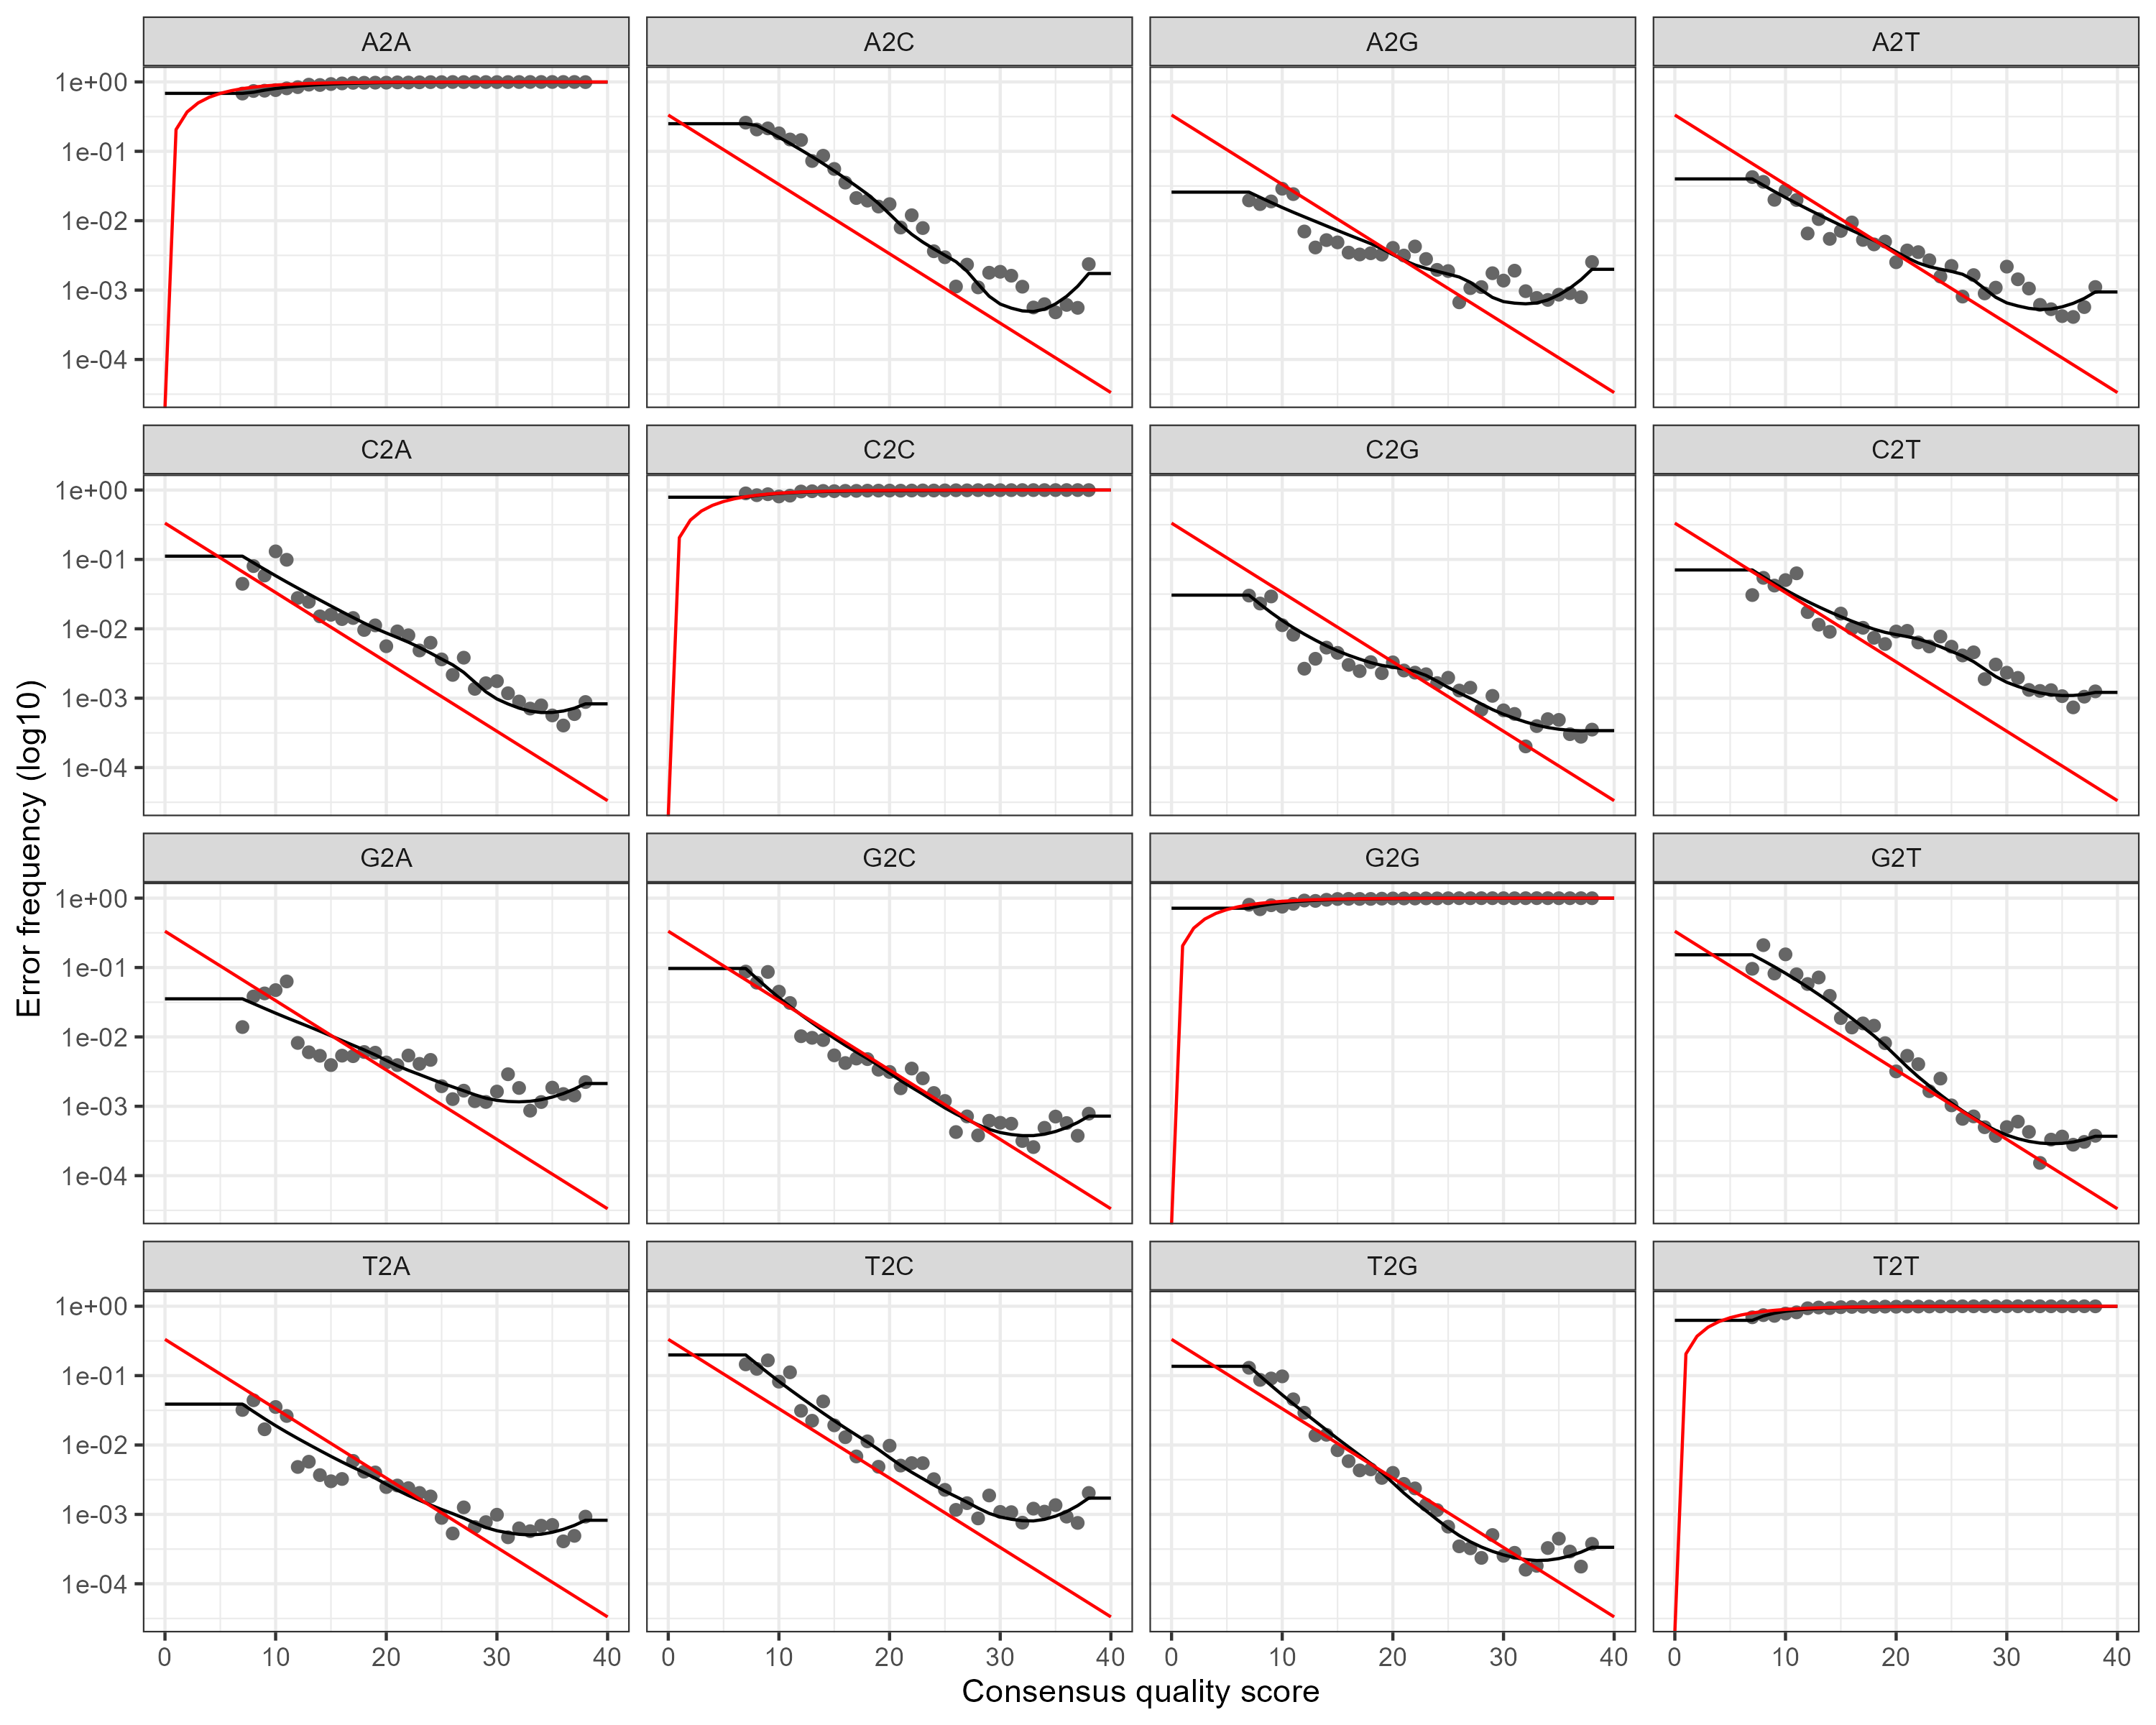 A2A A2C A2G A2T
1e+00
1e-01
1e-02
1e-03
1e-04
C2A C2C C2G C2T
1e+00
1e-01
1e-02
1e-03
1e-04
G2A G2C G2G G2T
1e+00
1e-01
1e-02
1e-03
1e-04
T2A T2C T2G T2T
1e+00
1e-01
1e-02
1e-03
1e-04
0 10 20 30 40 0 10 20 30 40 0 10 20 30 40 0 10 20 30 40
Consensus quality score
Error frequency (log10)